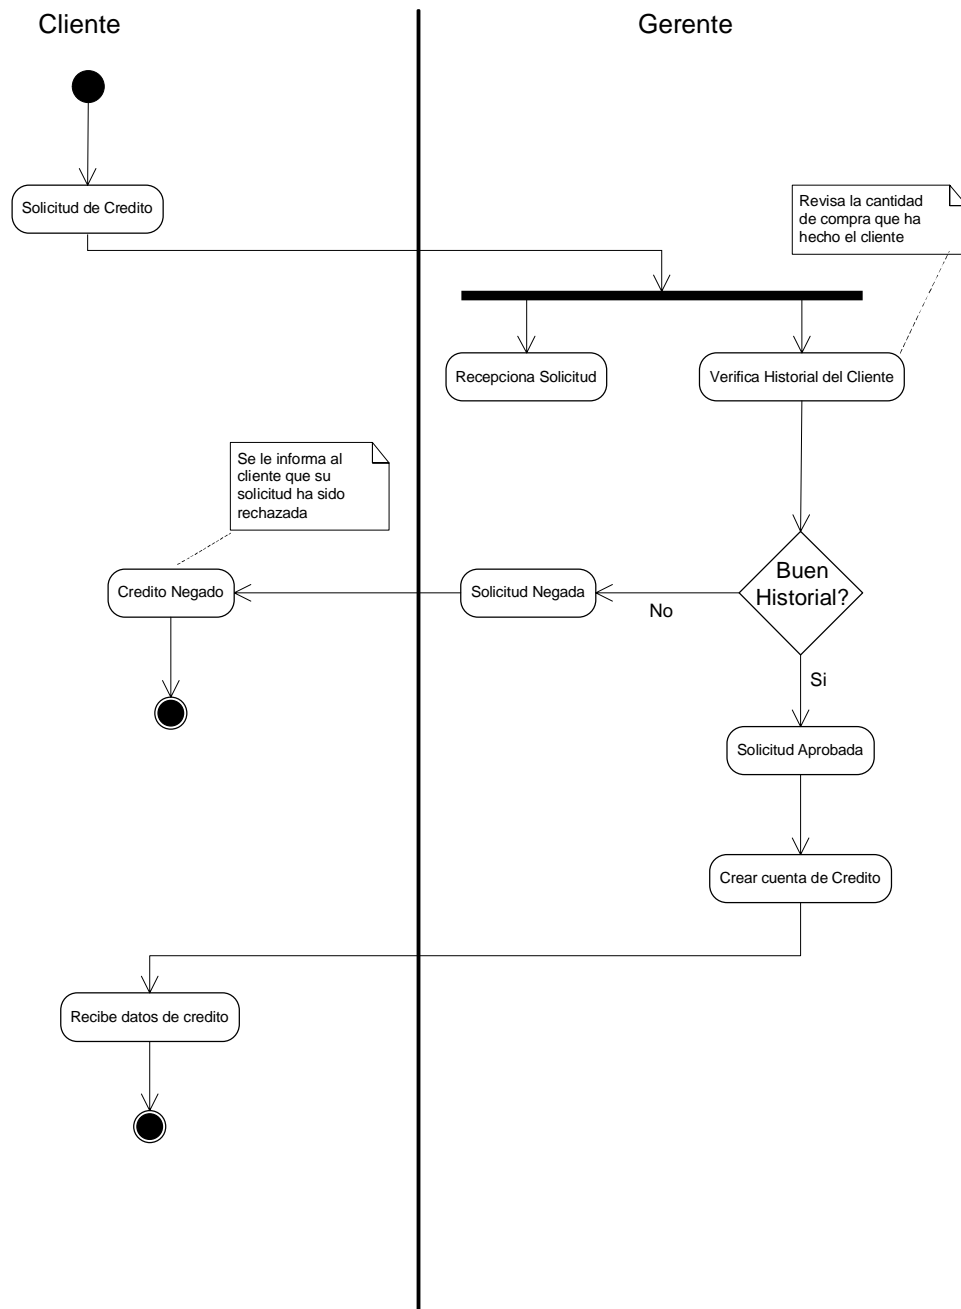 Cliente
Gerente
Solicitud de Credito
Revisa la cantidad
de compra que ha
hecho el cliente
Recepciona Solicitud
Verifica Historial del Cliente
Se le informa al
cliente que su
solicitud ha sido
rechazada
Buen
Historial?
Credito Negado
Solicitud Negada
No
Si
Solicitud Aprobada
Crear cuenta de Credito
Recibe datos de credito